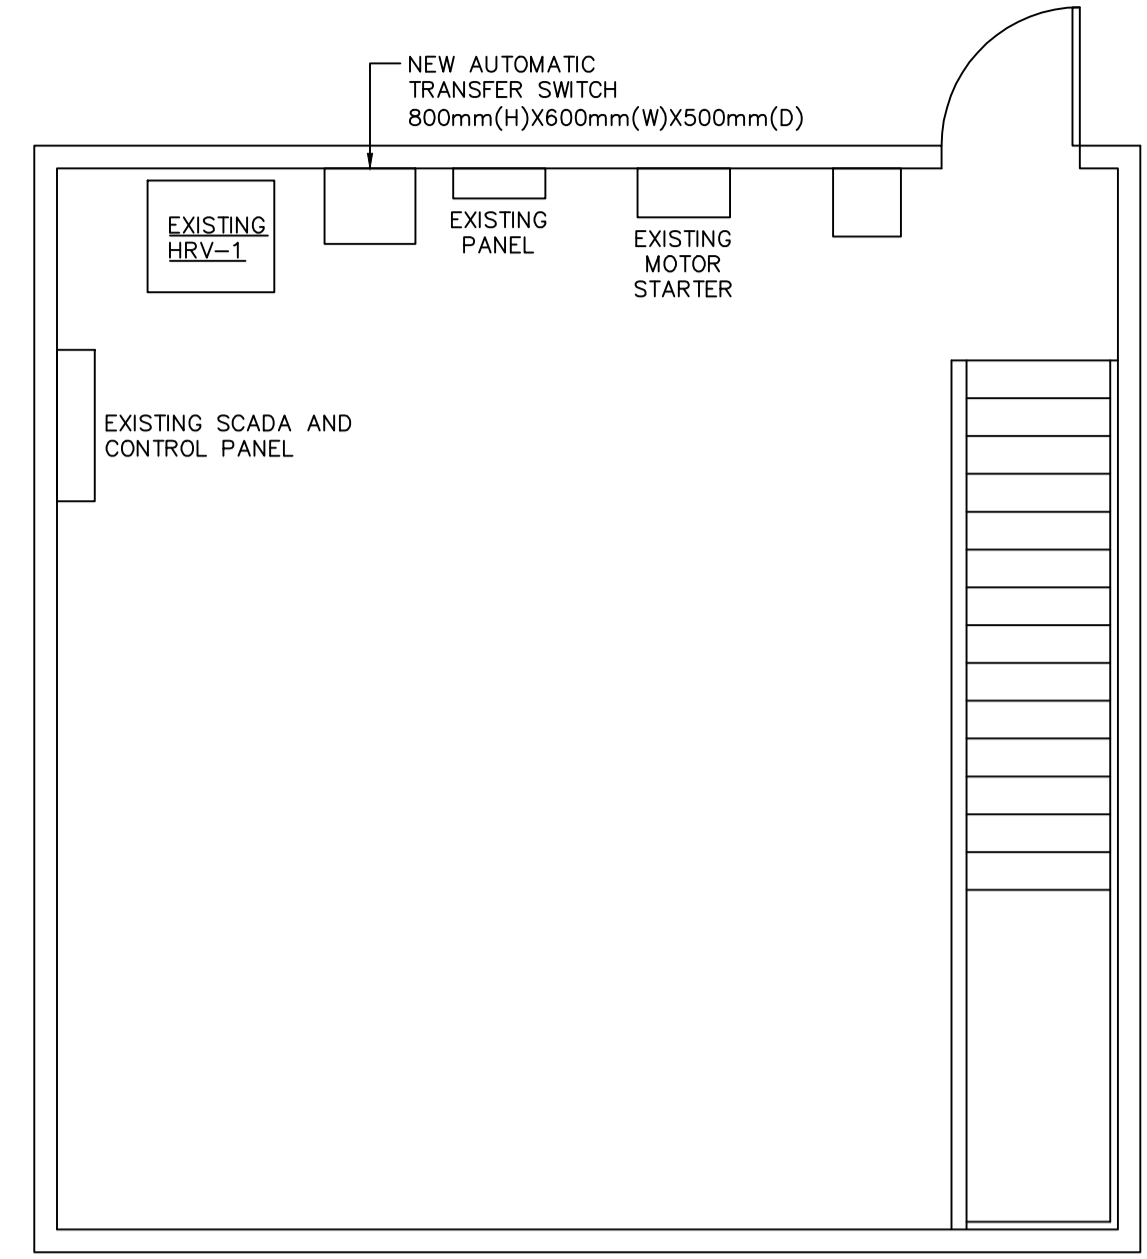 NEW AUTOMATIC
TRANSFER SWITCH
800mm(H)X600mm(W)X500mm(D)
EXISTING
HRV-1
EXISTING
PANEL
EXISTING
MOTOR
STARTER
EXISTING SCADA AND
CONTROL PANEL